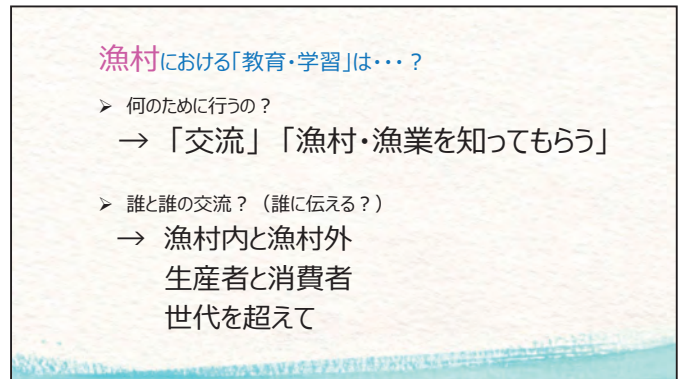 漁村における「教育・学習」は・・・？
➢ 何のために行うの？
→ 「交流」「漁村・漁業を知ってもらう」
➢ 誰と誰の交流？（誰に伝える？）
→ 漁村内と漁村外
生産者と消費者
世代を超えて